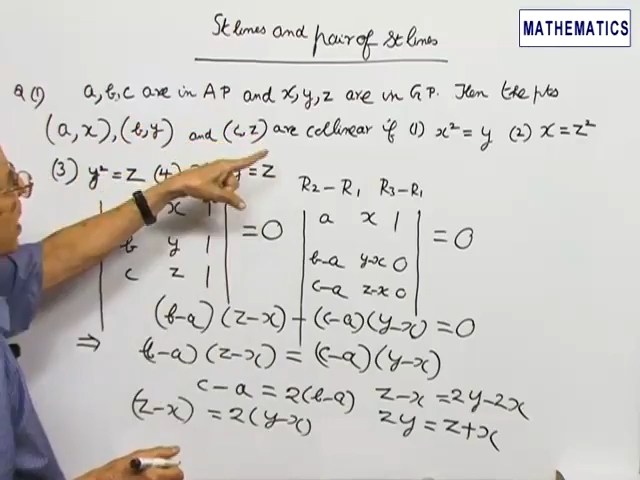 MATHEMATICS
St lines and pair of St lines
Q (1) a, b, c are in A P and x, y, z are in G P. Then the pts
(a, x), (b, y) and (c, z) are collinear if (1) x² = y (2) x = z²
(3) y² = z (4) = z
R₂ – R₁ R₃ – R₁
x 1
b y 1
c z 1
= 0
a x 1
b–a y–x 0
c–a z–x 0
= 0
(b–a) (z–x) – (c–a)(y–x) = 0
⇒ (b–a) (z–x) = (c–a) (y–x)
c – a = 2(b–a) z – x = 2y – 2x
(z–x) = 2(y–x) 2y = z + x